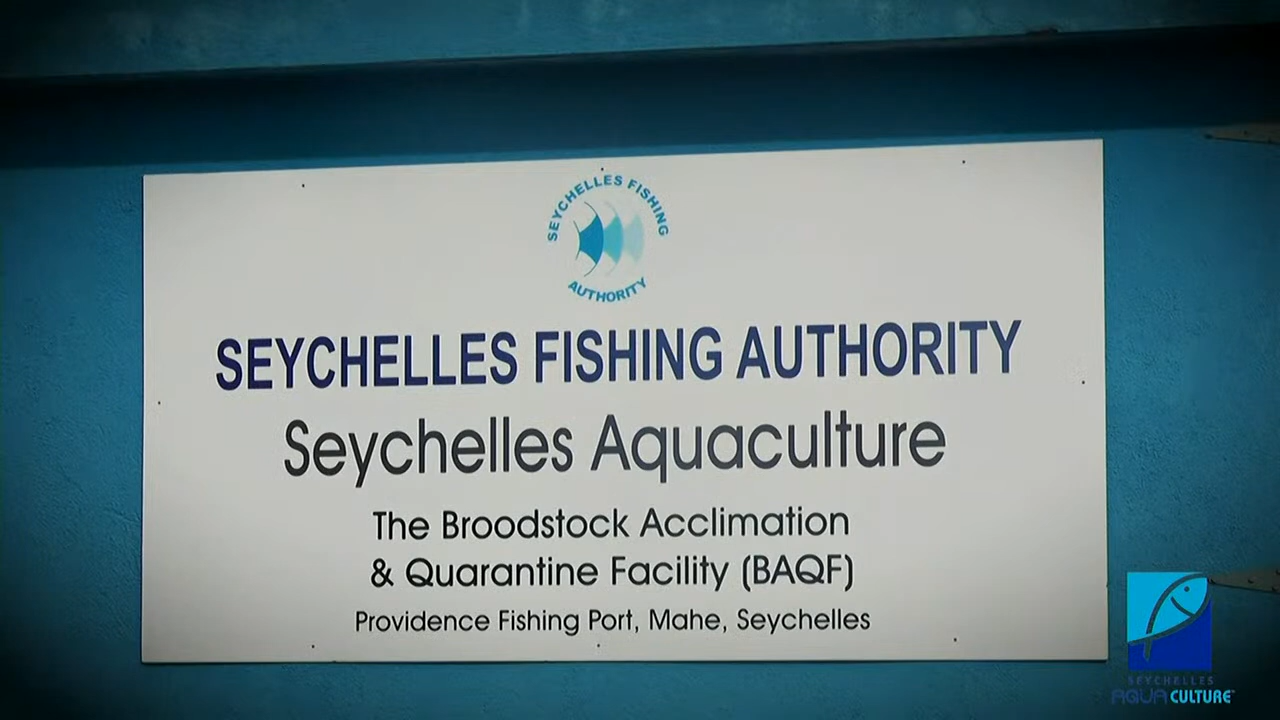 SEYCHELLES FISHING
AUTHORITY
SEYCHELLES FISHING AUTHORITY
Seychelles Aquaculture
The Broodstock Acclimation
& Quarantine Facility (BAQF)
Providence Fishing Port, Mahe, Seychelles
SEYCHELLES
AQUACULTURE